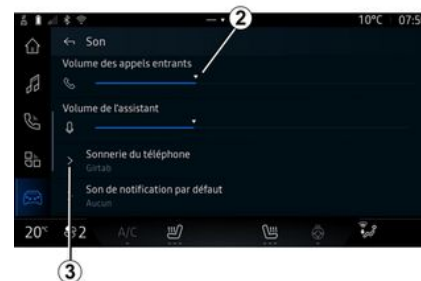 2
10°C 07:5
Son
Volume des appels entrants
Volume de l'assistant
Sonnerie du téléphone
Girtab
Son de notification par défaut
Aucun
20°c 2 A/C
3